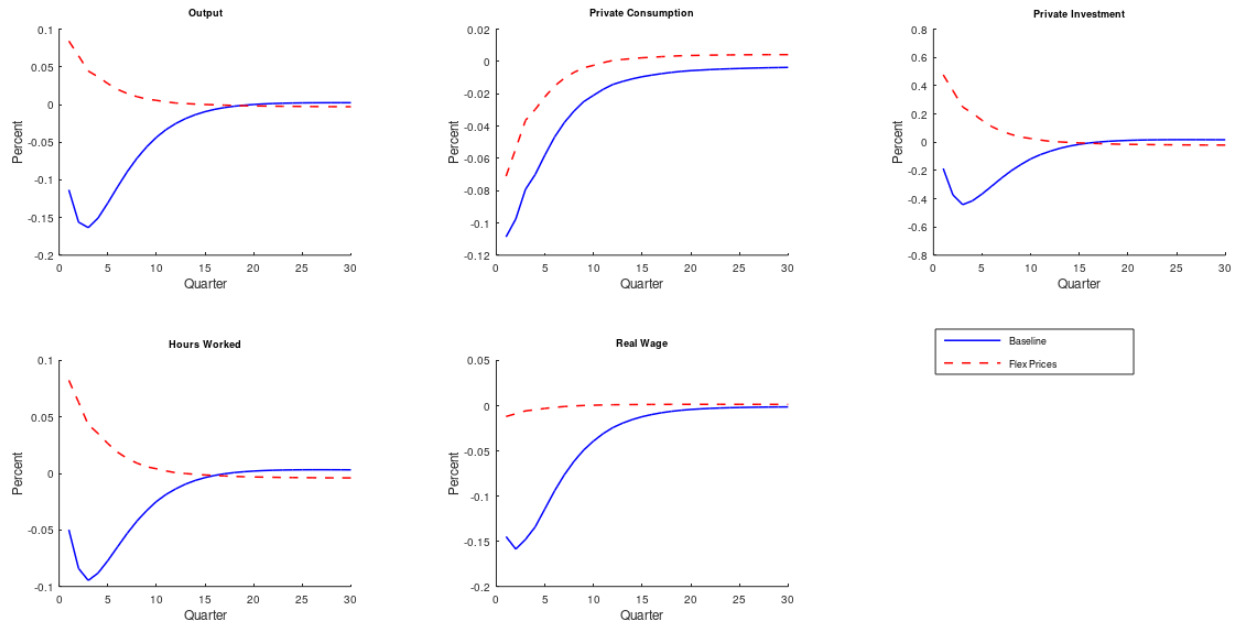 Output
Percent
0.1
0.05
0
-0.05
-0.1
-0.15
-0.2
0 5 10 15 20 25 30
Quarter
Private Consumption
Percent
0.02
0
-0.02
-0.04
-0.06
-0.08
-0.1
-0.12
0 5 10 15 20 25 30
Quarter
Private Investment
Percent
0.8
0.6
0.4
0.2
0
-0.2
-0.4
-0.6
-0.8
0 5 10 15 20 25 30
Quarter
Hours Worked
Percent
0.1
0.05
0
-0.05
-0.1
0 5 10 15 20 25 30
Quarter
Real Wage
Percent
0.05
0
-0.05
-0.1
-0.15
-0.2
0 5 10 15 20 25 30
Quarter
Baseline
Flex Prices